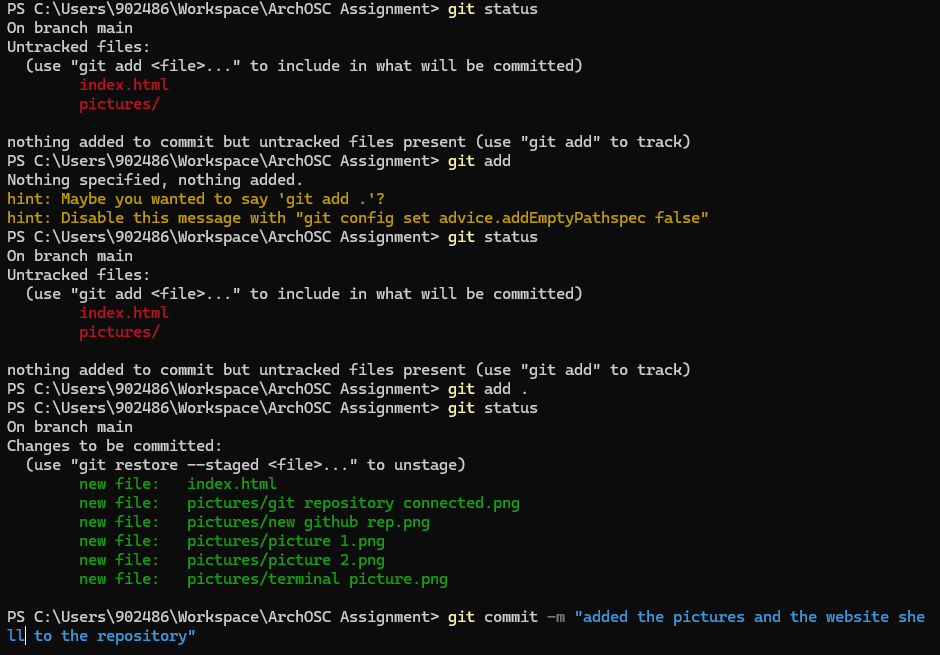 PS C:\Users\902486\Workspace\ArchOSC Assignment> git status
On branch main
Untracked files:
  (use "git add <file>..." to include in what will be committed)
        index.html
        pictures/

nothing added to commit but untracked files present (use "git add" to track)
PS C:\Users\902486\Workspace\ArchOSC Assignment> git add
Nothing specified, nothing added.
hint: Maybe you wanted to say 'git add .'?
hint: Disable this message with "git config set advice.addEmptyPathspec false"
PS C:\Users\902486\Workspace\ArchOSC Assignment> git status
On branch main
Untracked files:
  (use "git add <file>..." to include in what will be committed)
        index.html
        pictures/

nothing added to commit but untracked files present (use "git add" to track)
PS C:\Users\902486\Workspace\ArchOSC Assignment> git add .
PS C:\Users\902486\Workspace\ArchOSC Assignment> git status
On branch main
Changes to be committed:
  (use "git restore --staged <file>..." to unstage)
        new file:   index.html
        new file:   pictures/git repository connected.png
        new file:   pictures/new github rep.png
        new file:   pictures/picture 1.png
        new file:   pictures/picture 2.png
        new file:   pictures/terminal picture.png

PS C:\Users\902486\Workspace\ArchOSC Assignment> git commit -m "added the pictures and the website she
ll to the repository"